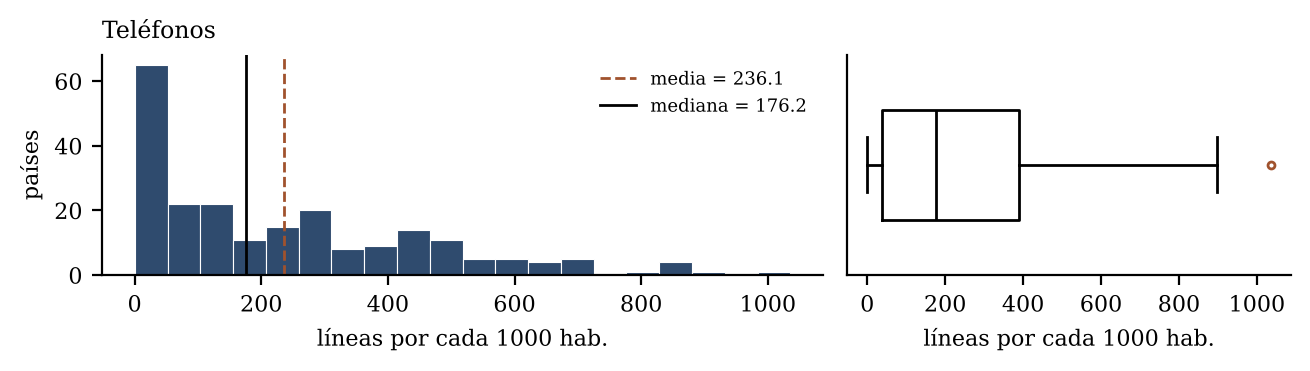 Teléfonos
60
40
20
0
países
media = 236.1
mediana = 176.2
0 200 400 600 800 1000
líneas por cada 1000 hab.
0 200 400 600 800 1000
líneas por cada 1000 hab.